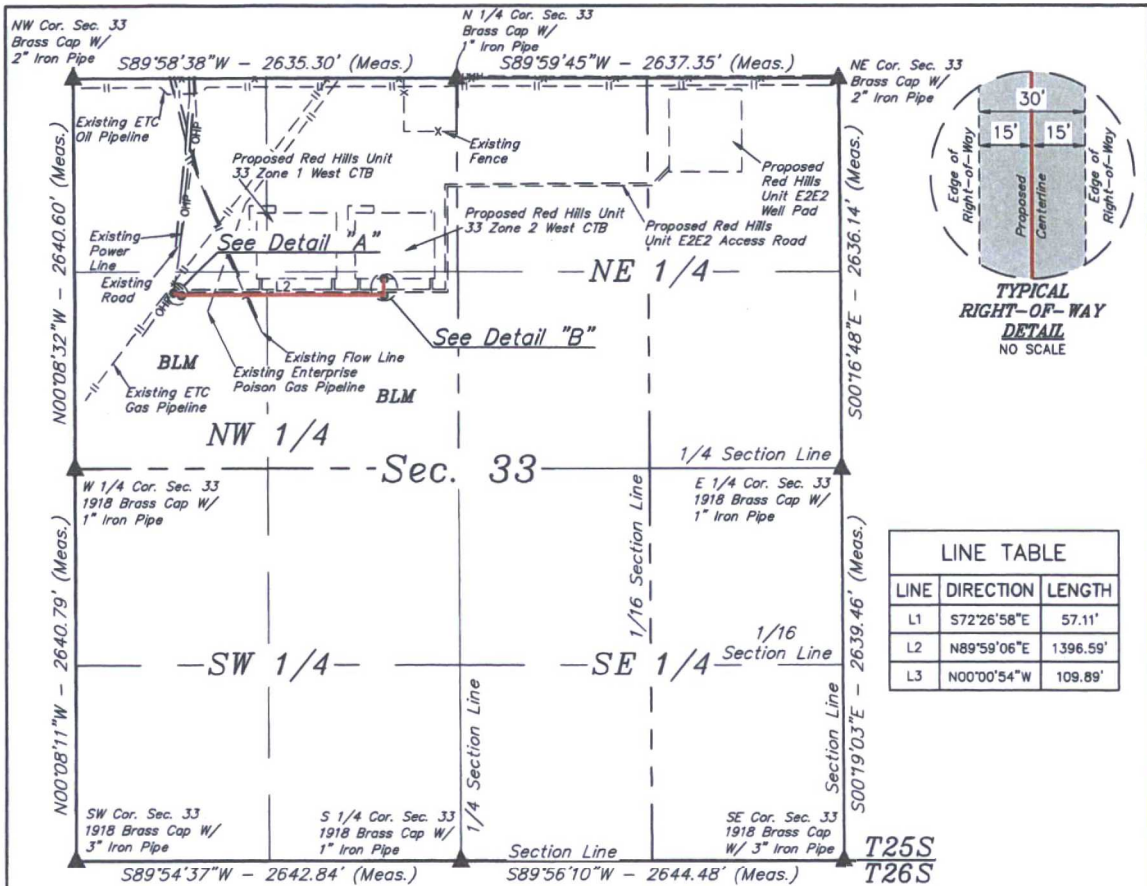 NW Cor. Sec. 33
Brass Cap W/
2" Iron Pipe
S89°58'38"W - 2635.30' (Meas.)
N 1/4 Cor. Sec. 33
Brass Cap W/
1" Iron Pipe
S89°59'45"W - 2637.35' (Meas.)
NE Cor. Sec. 33
Brass Cap W/
2" Iron Pipe
30'
15'
15'
Edge of
Right-of-Way
Proposed
Centerline
Edge of
Right-of-Way
TYPICAL
RIGHT-OF-WAY
DETAIL
NO SCALE
Existing ETC
Oil Pipeline
OHP
OHP
OHP
Existing
Fence
Proposed Red Hills Unit
33 Zone 1 West CTB
Proposed Red Hills Unit
33 Zone 2 West CTB
Proposed
Red Hills
Unit E2E2
Well Pad
Proposed Red Hills
Unit E2E2 Access Road
Existing
Power
Line
See Detail "A"
Existing
Road
L2
NE 1/4
See Detail "B"
BLM
Existing Flow Line
Existing Enterprise
Poison Gas Pipeline
BLM
Existing ETC
Gas Pipeline
N00°08'32"W - 2640.60' (Meas.)
S00°16'48"E - 2636.14' (Meas.)
NW 1/4
Sec. 33
1/4 Section Line
W 1/4 Cor. Sec. 33
1918 Brass Cap W/
1" Iron Pipe
E 1/4 Cor. Sec. 33
1918 Brass Cap W/
1" Iron Pipe
1/16 Section Line
LINE TABLE
LINE DIRECTION LENGTH
L1 S72°26'58"E 57.11'
L2 N89°59'06"E 1396.59'
L3 N00°00'54"W 109.89'
N00°08'11"W - 2640.79' (Meas.)
SW 1/4
SE 1/4
1/16
Section Line
1/4 Section Line
S00°19'03"E - 2639.46' (Meas.)
SW Cor. Sec. 33
1918 Brass Cap W/
3" Iron Pipe
S 1/4 Cor. Sec. 33
1918 Brass Cap W/
1" Iron Pipe
SE Cor. Sec. 33
1918 Brass Cap
W/ 3" Iron Pipe
Section Line
T25S
T26S
S89°54'37"W - 2642.84' (Meas.)
S89°56'10"W - 2644.48' (Meas.)